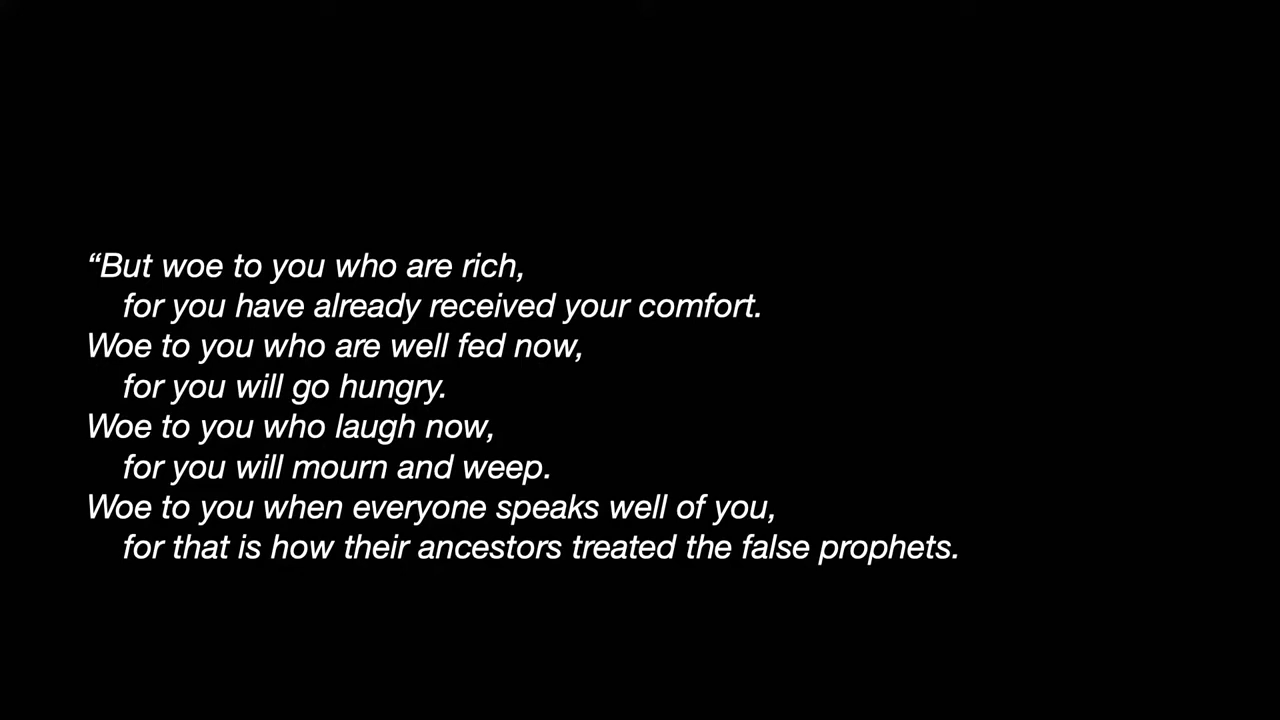 “But woe to you who are rich,
for you have already received your comfort.
Woe to you who are well fed now,
for you will go hungry.
Woe to you who laugh now,
for you will mourn and weep.
Woe to you when everyone speaks well of you,
for that is how their ancestors treated the false prophets.